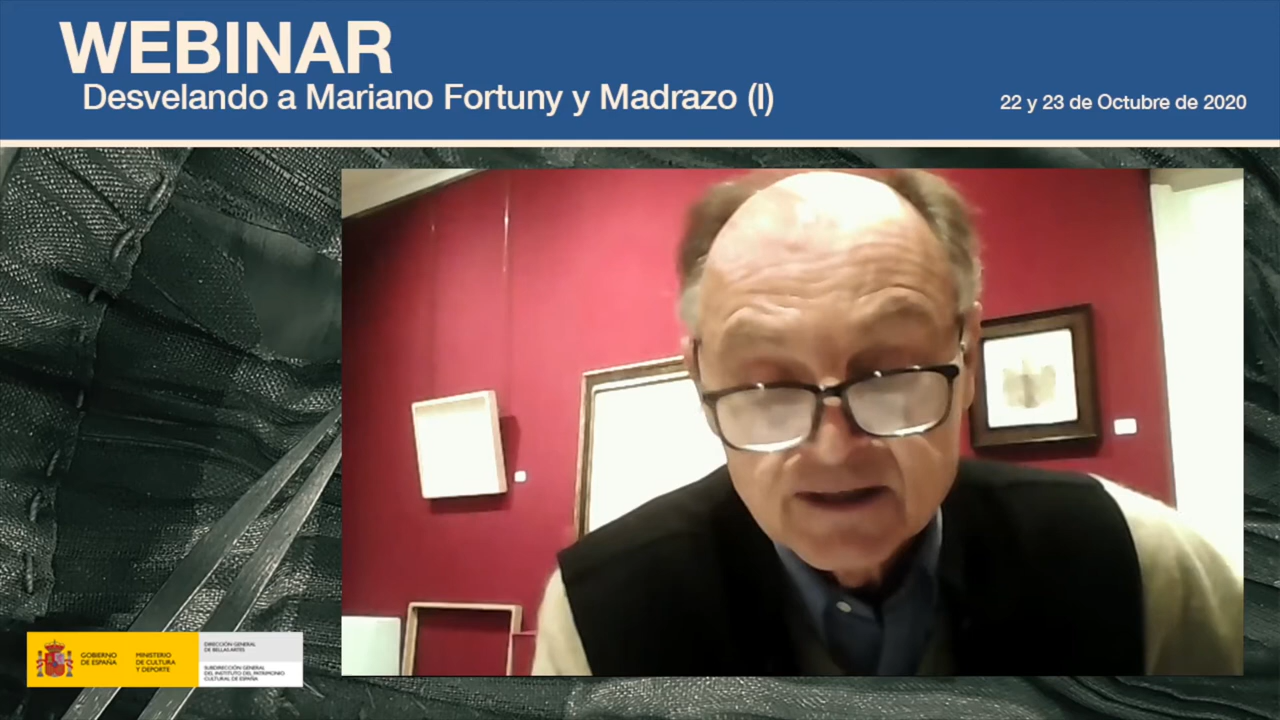 WEBINAR
Desvelando a Mariano Fortuny y Madrazo (I)
22 y 23 de Octubre de 2020
GOBIERNO
DE ESPAÑA
MINISTERIO
DE CULTURA
Y DEPORTE
DIRECCIÓN GENERAL
DE BELLAS ARTES
SUBDIRECCIÓN GENERAL
DEL INSTITUTO DEL PATRIMONIO
CULTURAL DE ESPAÑA